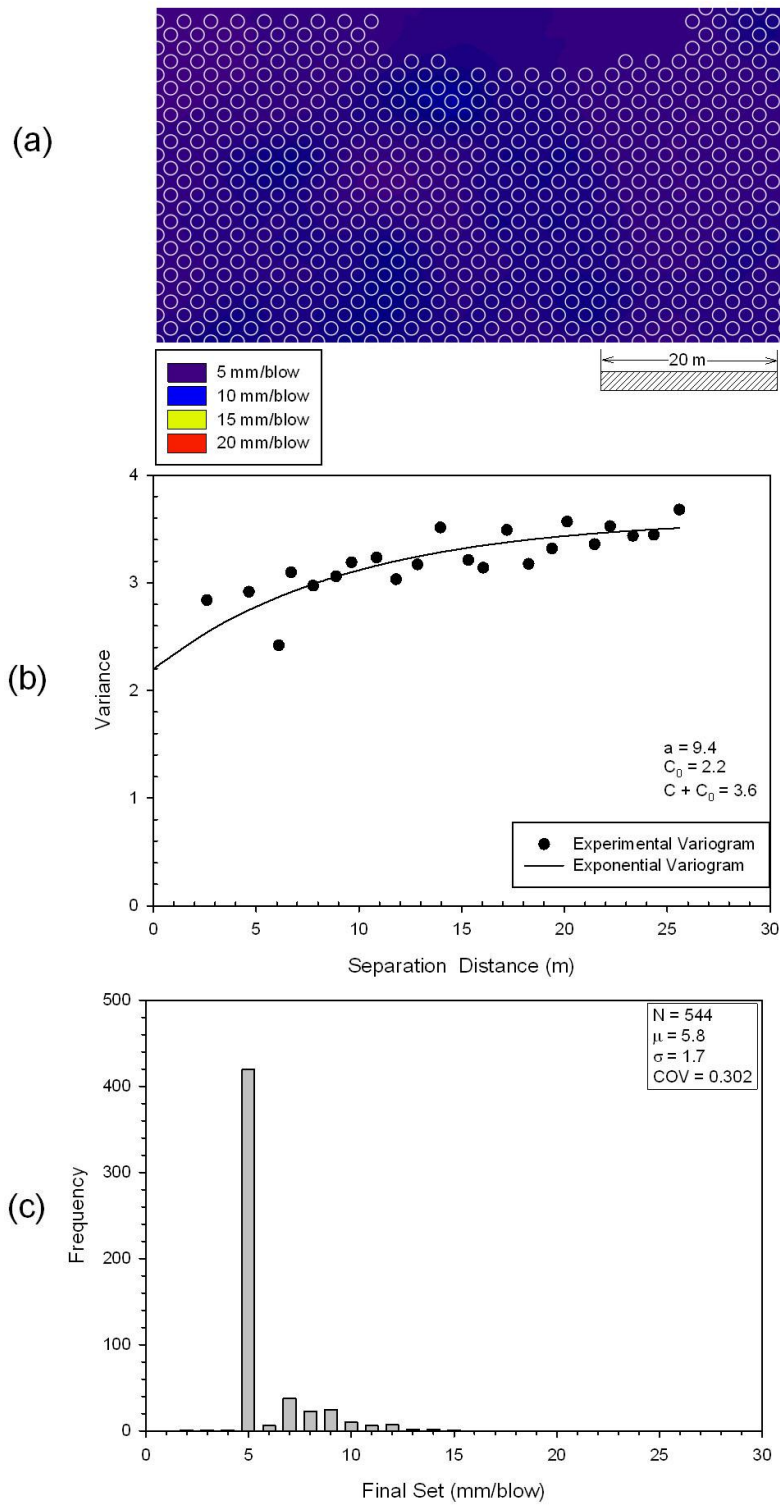 (a)
20 m
5 mm/blow
10 mm/blow
15 mm/blow
20 mm/blow
(b)
4
3
2
1
0
Variance
a = 9.4
C₀ = 2.2
C + C₀ = 3.6
Experimental Variogram
Exponential Variogram
0 5 10 15 20 25 30
Separation Distance (m)
(c)
500
400
300
200
100
0
Frequency
N = 544
μ = 5.8
σ = 1.7
COV = 0.302
0 5 10 15 20 25 30
Final Set (mm/blow)